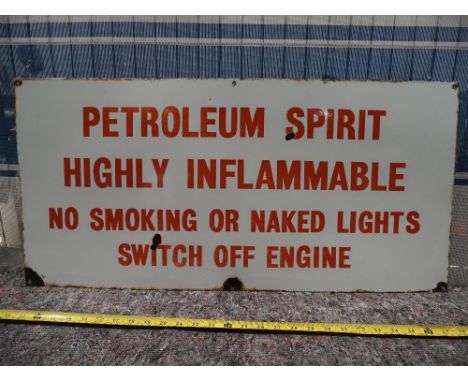 PETROLEUM SPIRIT
HIGHLY INFLAMMABLE
NO SMOKING OR NAKED LIGHTS
SWITCH OFF ENGINE